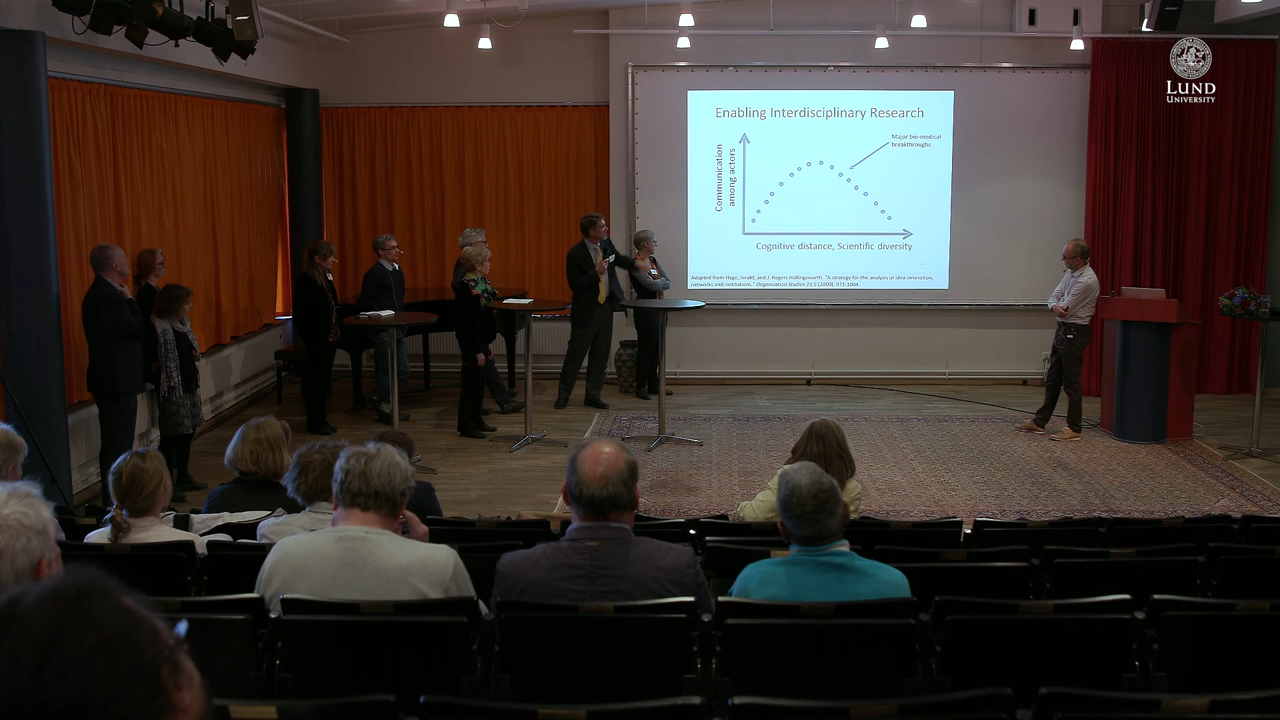 LUND
UNIVERSITY
Enabling Interdisciplinary Research
Major bio-medical
breakthroughs
Communication
among actors
Cognitive distance, Scientific diversity
Adapted from Hage, Jerald, and J. Rogers Hollingsworth. "A strategy for the analysis of idea innovation,
networks and institutions." Organization Studies 21.5 (2000): 971-1004